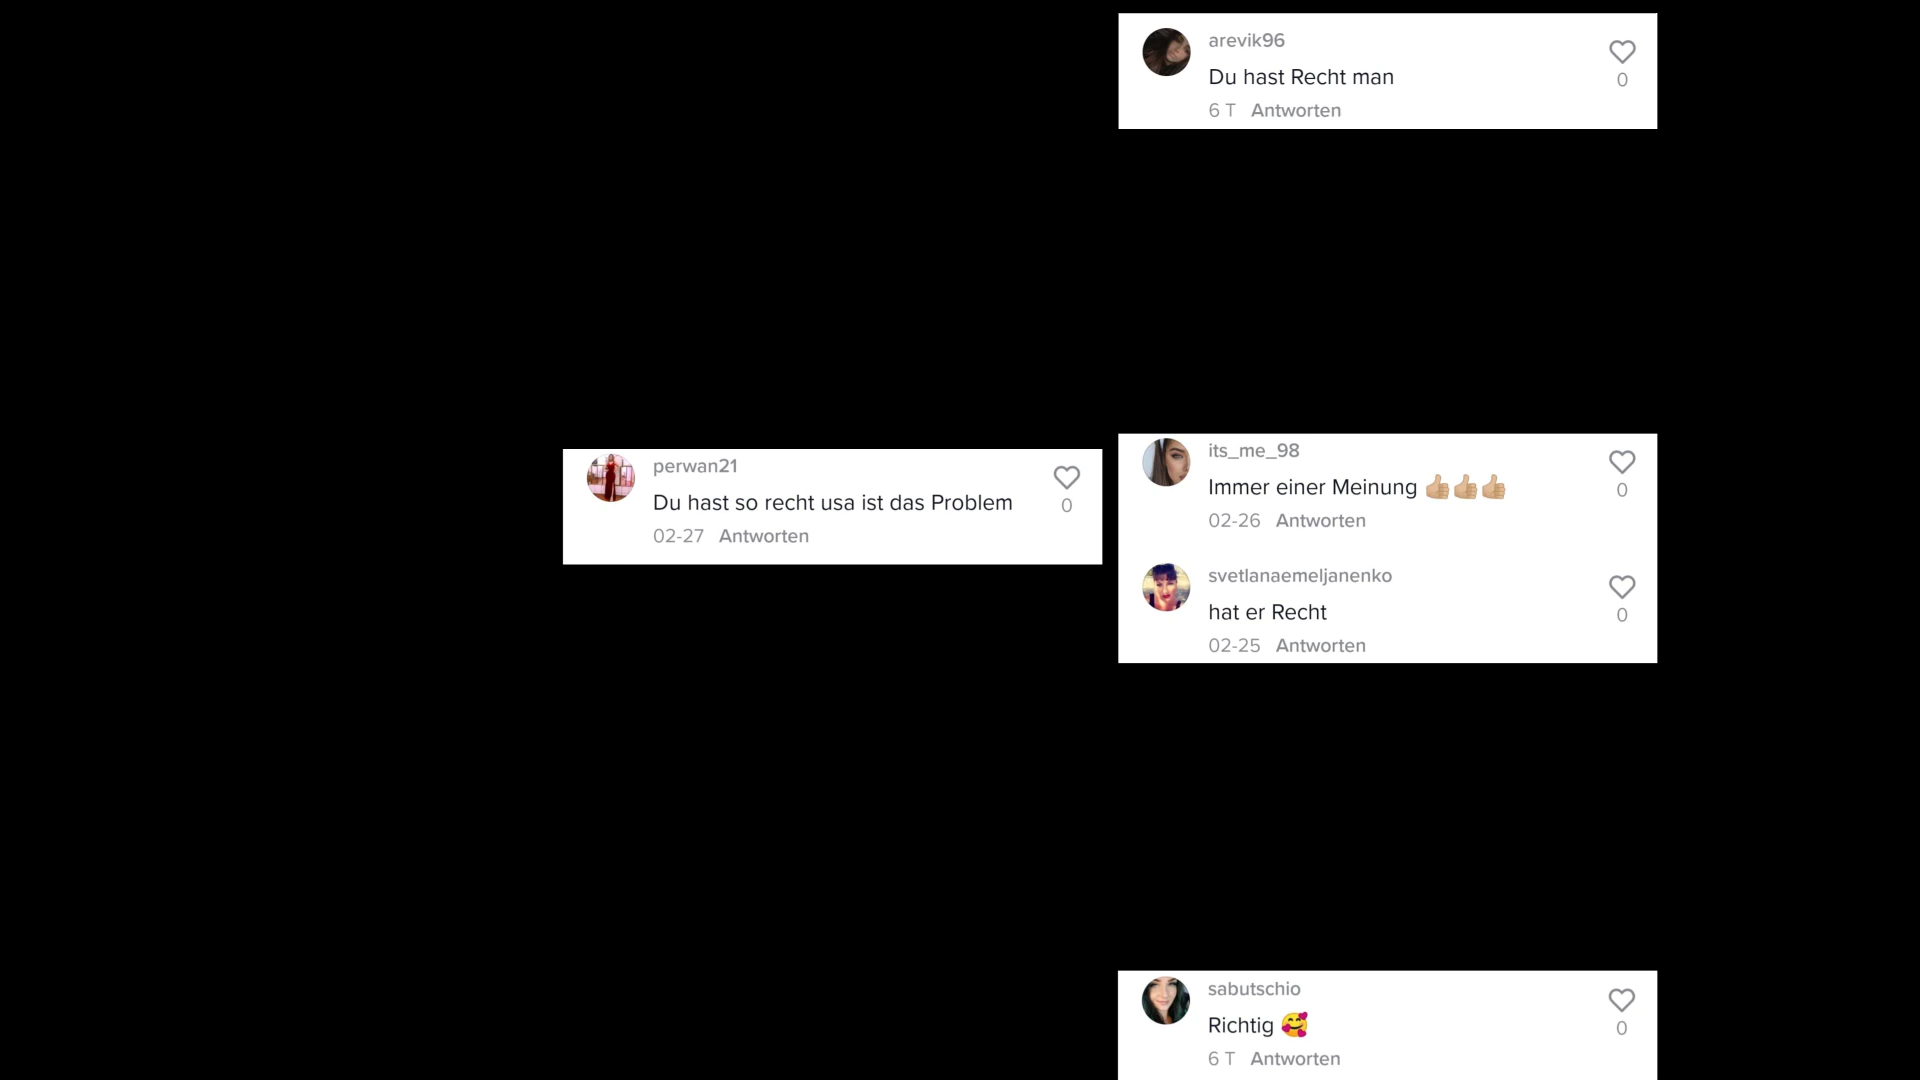 arevik96
Du hast Recht man
0
6 T Antworten
perwan21
Du hast so recht usa ist das Problem
0
02-27 Antworten
its_me_98
Immer einer Meinung 👍🏼👍🏼👍🏼
0
02-26 Antworten
svetlanaemeljanenko
hat er Recht
0
02-25 Antworten
sabutschio
Richtig 🥰
0
6 T Antworten